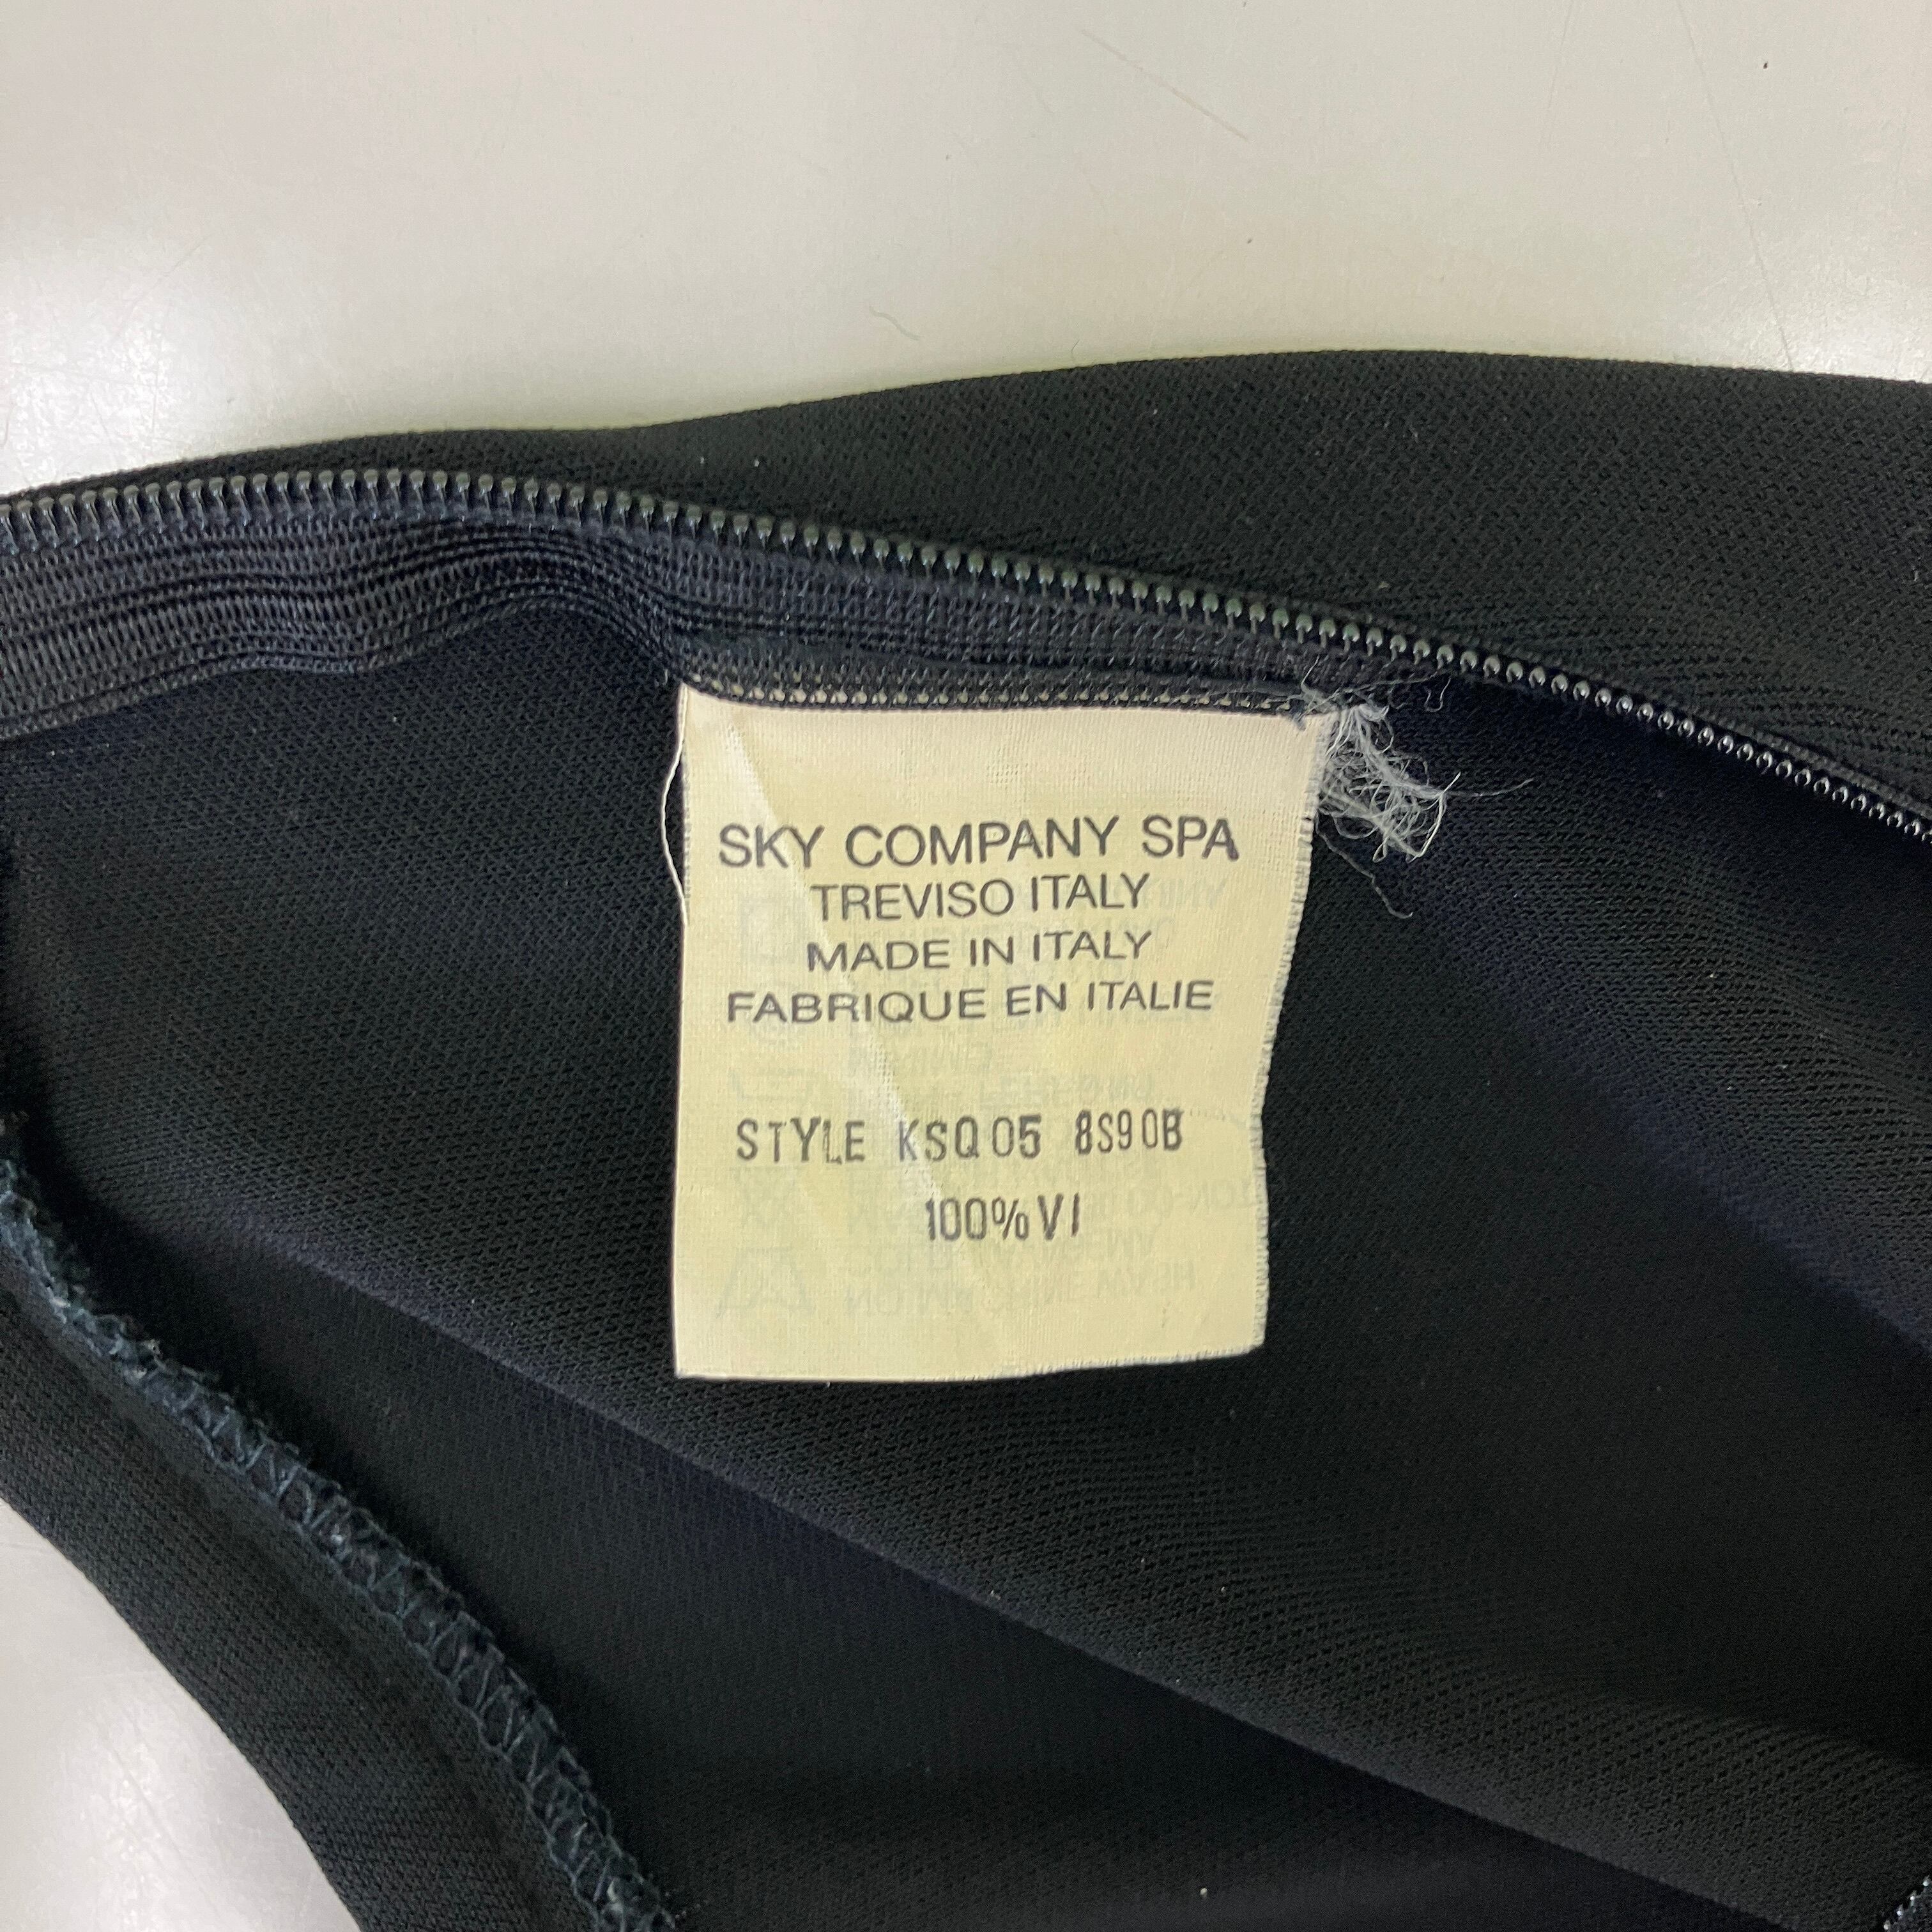 SKY COMPANY SPA
TREVISO ITALY
MADE IN ITALY
FABRIQUE EN ITALIE
STYLE KSQ05 8S90B
100%VI